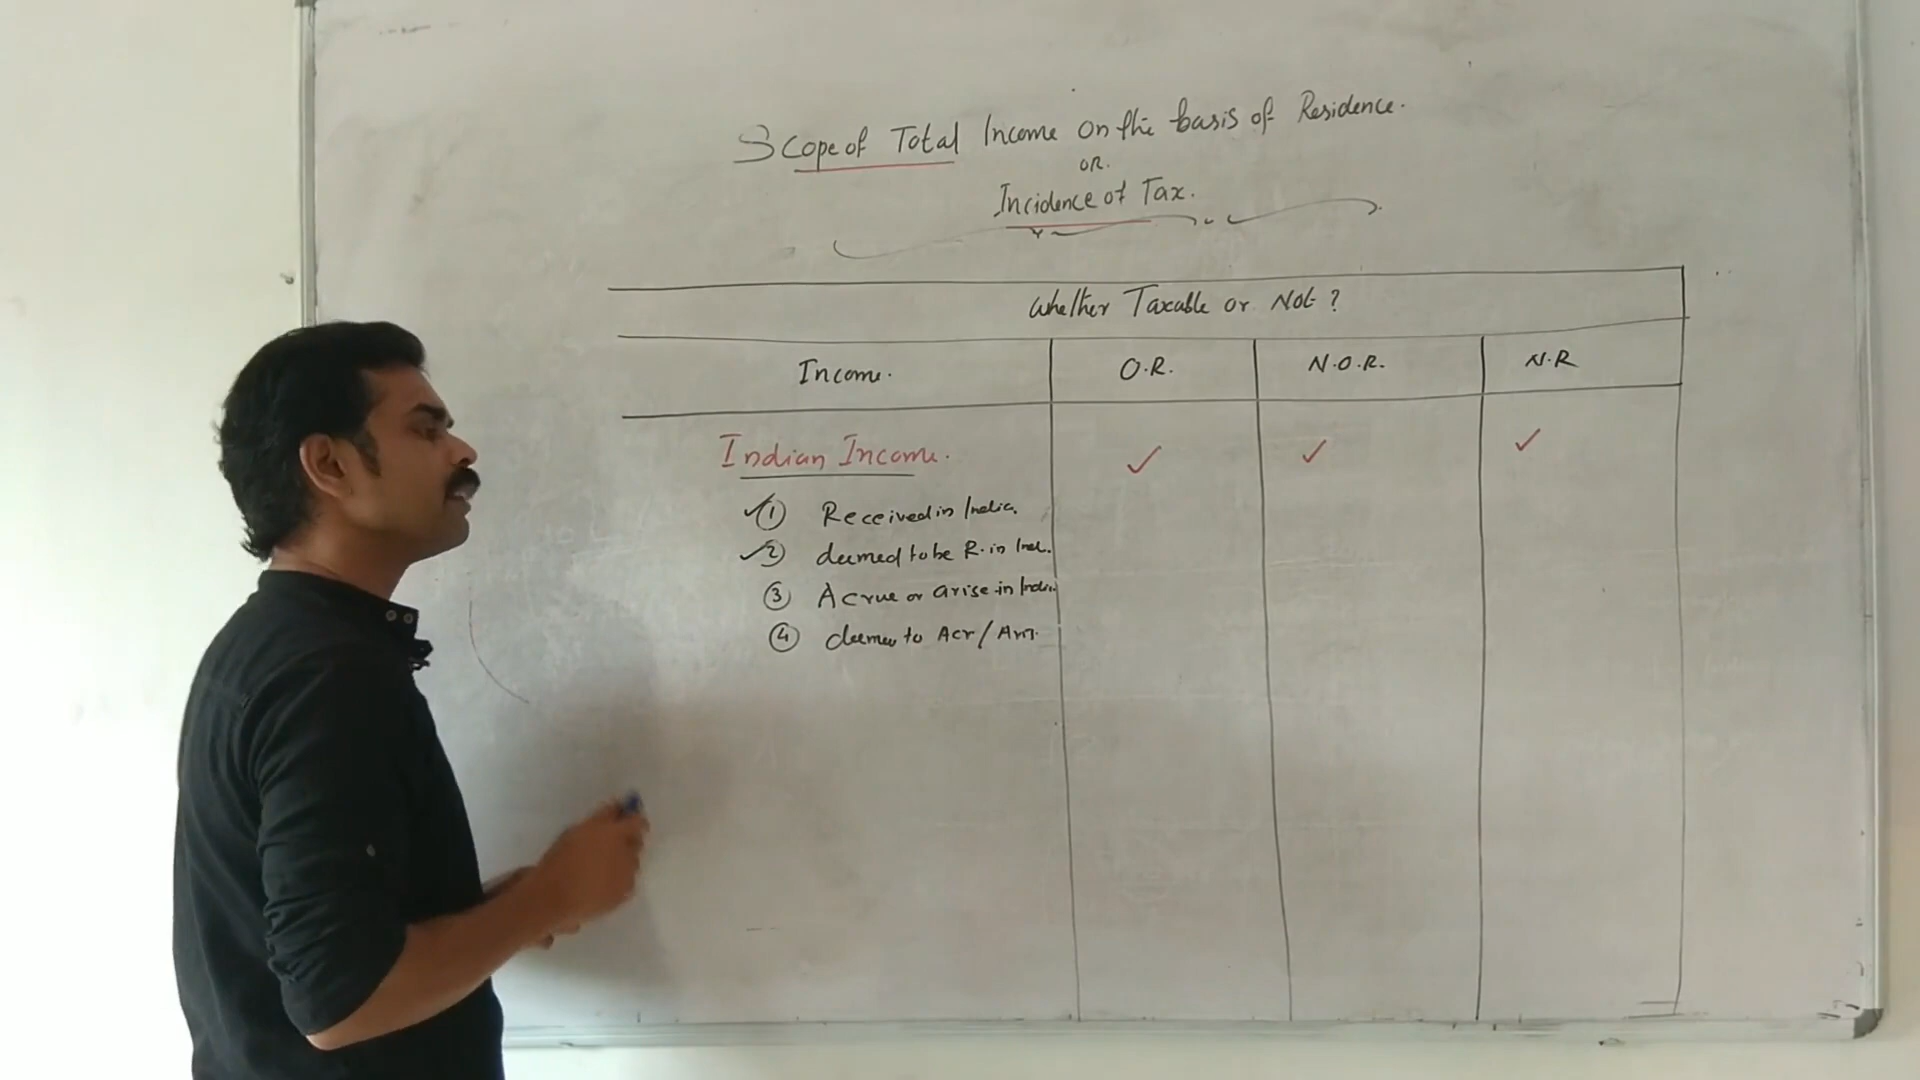 Scope of Total Income on the basis of Residence.
OR.
Incidence of Tax.
Whether Taxable or Not ?
Income. O.R. N.O.R. N.R
Indian Income. ✓ ✓ ✓
✓ ① Received in India.
✓ ② deemed to be R. in Ind.
③ Accrue or arise in India
④ deemed to Acr / Ari.